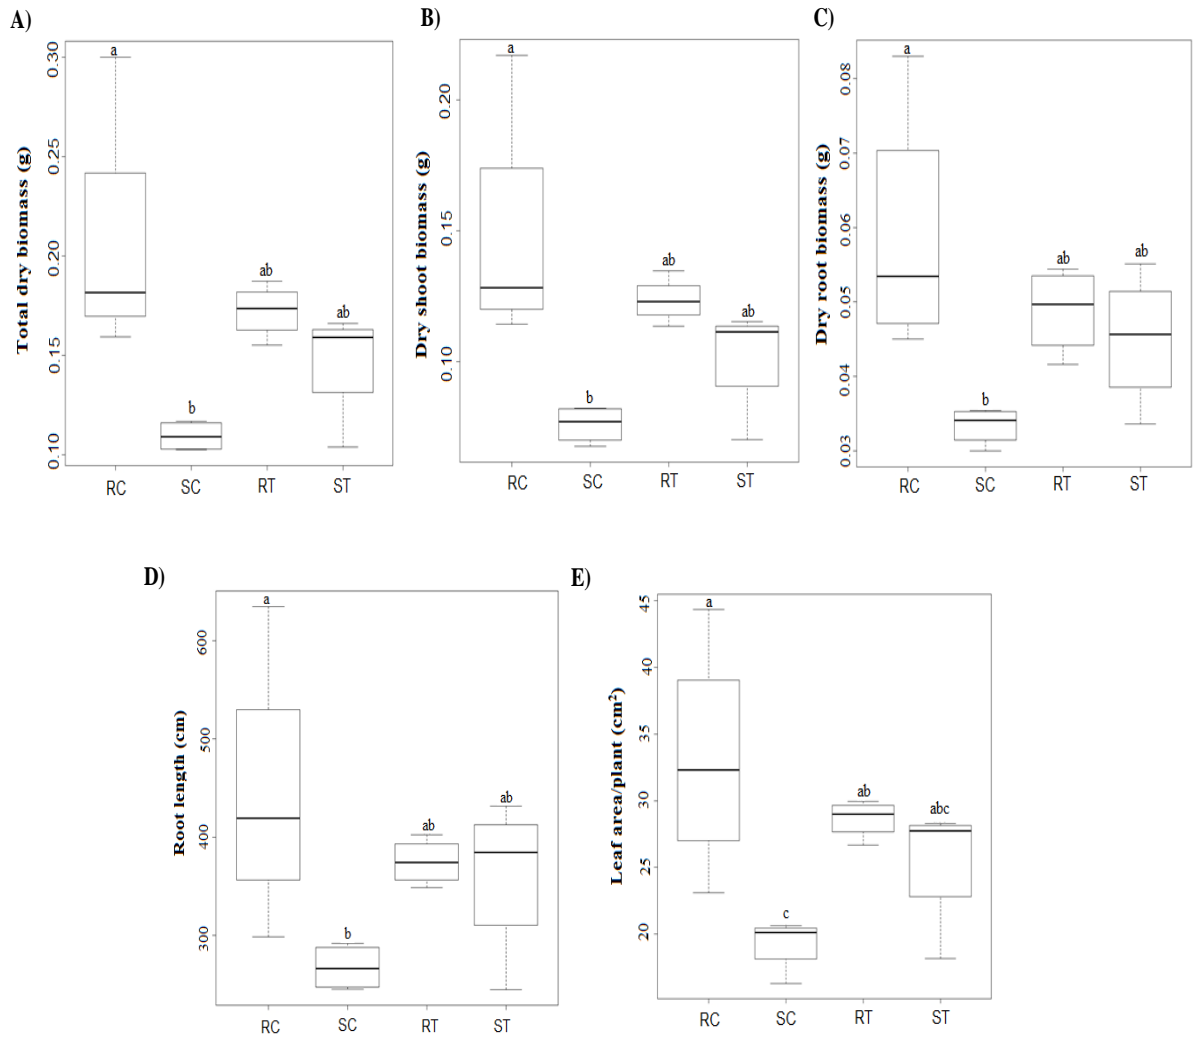 A)
Total dry biomass (g)
0.30
0.25
0.20
0.15
0.10
a
b
ab
ab
RC SC RT ST
B)
Dry shoot biomass (g)
0.20
0.15
0.10
a
b
ab
ab
RC SC RT ST
C)
Dry root biomass (g)
0.08
0.07
0.06
0.05
0.04
0.03
a
b
ab
ab
RC SC RT ST
D)
Root length (cm)
600
500
400
300
a
b
ab
ab
RC SC RT ST
E)
Leaf area/plant (cm²)
45
40
35
30
25
20
a
c
ab
abc
RC SC RT ST